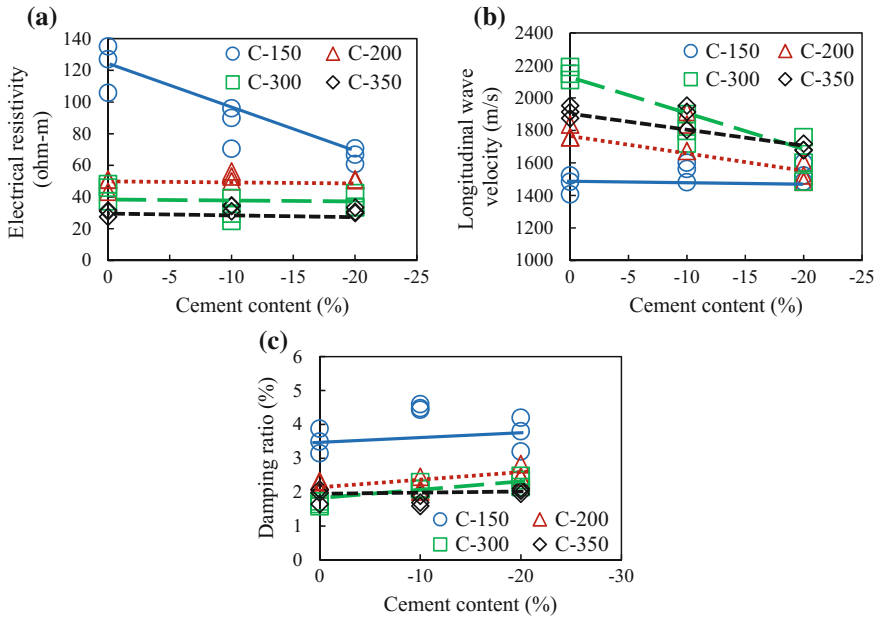 (a)
140
120
100
80
60
40
20
0
0 -5 -10 -15 -20 -25
Electrical resistivity
(ohm-m)
Cement content (%)
C-150 C-200
C-300 C-350
(b)
2400
2200
2000
1800
1600
1400
1200
1000
0 -5 -10 -15 -20 -25
Longitudinal wave
velocity (m/s)
Cement content (%)
C-150 C-200
C-300 C-350
(c)
6
5
4
3
2
1
0
0 -10 -20 -30
Damping ratio (%)
Cement content (%)
C-150 C-200
C-300 C-350